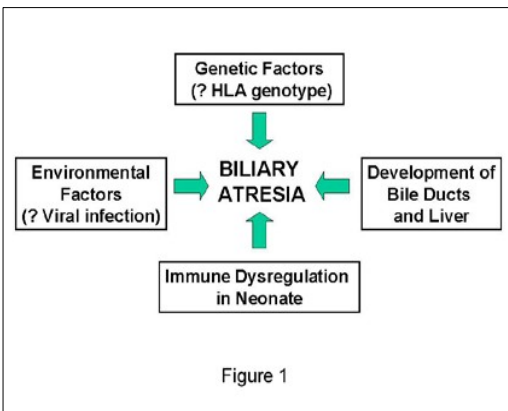 Genetic Factors
(? HLA genotype)
Environmental
Factors
(? Viral infection)
BILIARY
ATRESIA
Development of
Bile Ducts
and Liver
Immune Dysregulation
in Neonate
Figure 1